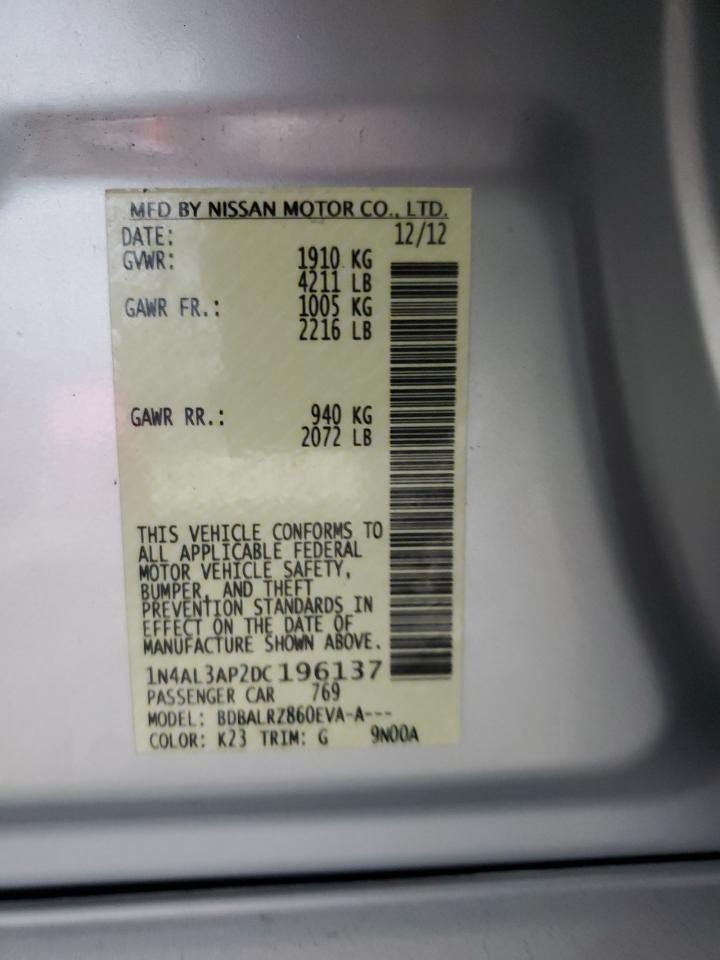 MFD BY NISSAN MOTOR CO., LTD.
DATE: 12/12
GVWR: 1910 KG
4211 LB
GAWR FR.: 1005 KG
2216 LB
GAWR RR.: 940 KG
2072 LB
THIS VEHICLE CONFORMS TO
ALL APPLICABLE FEDERAL
MOTOR VEHICLE SAFETY,
BUMPER, AND THEFT
PREVENTION STANDARDS IN
EFFECT ON THE DATE OF
MANUFACTURE SHOWN ABOVE.
1N4AL3AP2DC196137
PASSENGER CAR 769
MODEL: BDBALRZ860EVA-A---
COLOR: K23 TRIM: G 9N00A